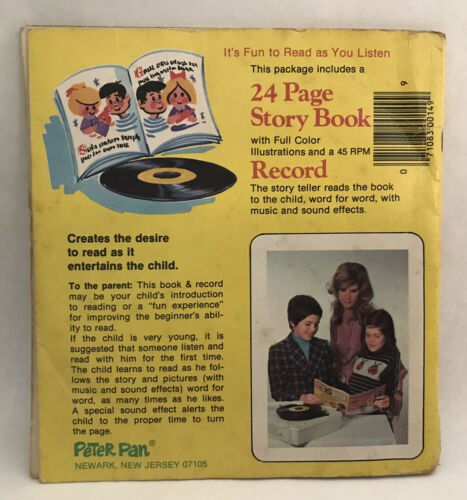 It's Fun to Read as You Listen
This package includes a
24 Page
Story Book
with Full Color
Illustrations and a 45 RPM
Record
The story teller reads the book
to the child, word for word, with
music and sound effects.
0 71083 00149 9
Creates the desire
to read as it
entertains the child.
To the parent: This book & record
may be your child's introduction
to reading or a "fun experience"
for improving the beginner's abil-
ity to read.
If the child is very young, it is
suggested that someone listen and
read with him for the first time.
The child learns to read as he fol-
lows the story and pictures (with
music and sound effects) word for
word, as many times as he likes.
A special sound effect alerts the
child to the proper time to turn
the page.
Peter Pan®
NEWARK, NEW JERSEY 07105